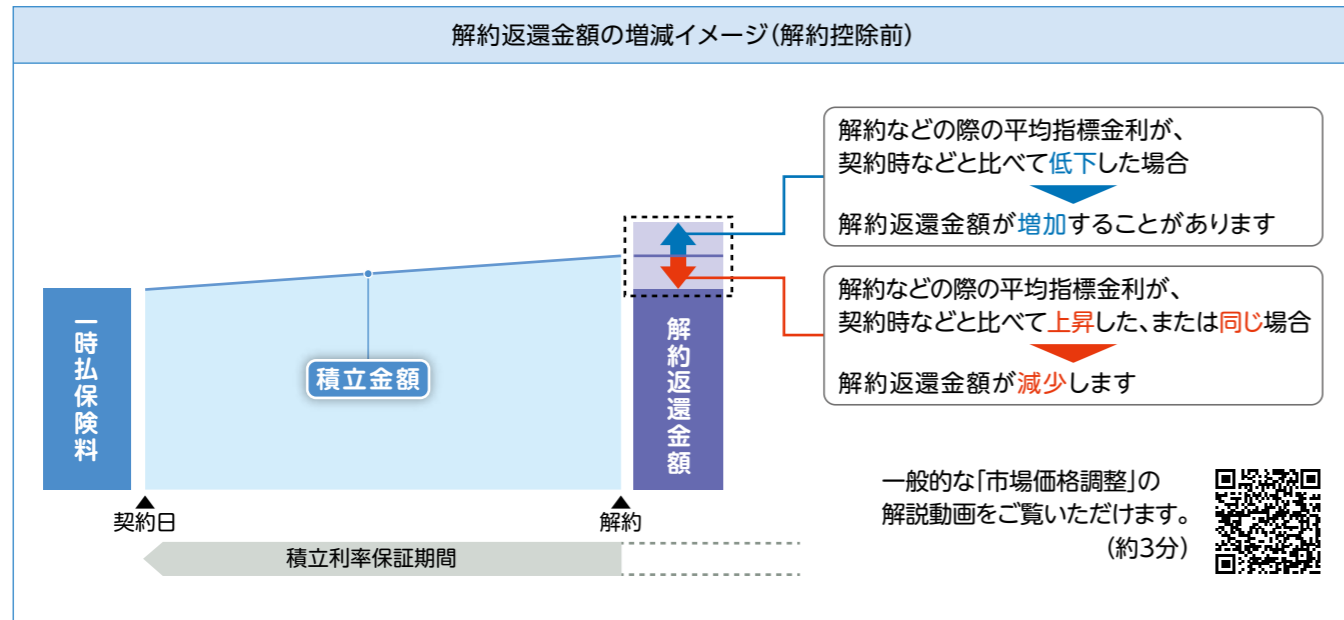 解約返還金額の増減イメージ（解約控除前）
解約などの際の平均指標金利が、
契約時などと比べて低下した場合
解約返還金額が増加することがあります
解約などの際の平均指標金利が、
契約時などと比べて上昇した、または同じ場合
解約返還金額が減少します
一時払保険料
積立金額
解約返還金額
契約日
解約
積立利率保証期間
一般的な「市場価格調整」の
解説動画をご覧いただけます。
（約3分）